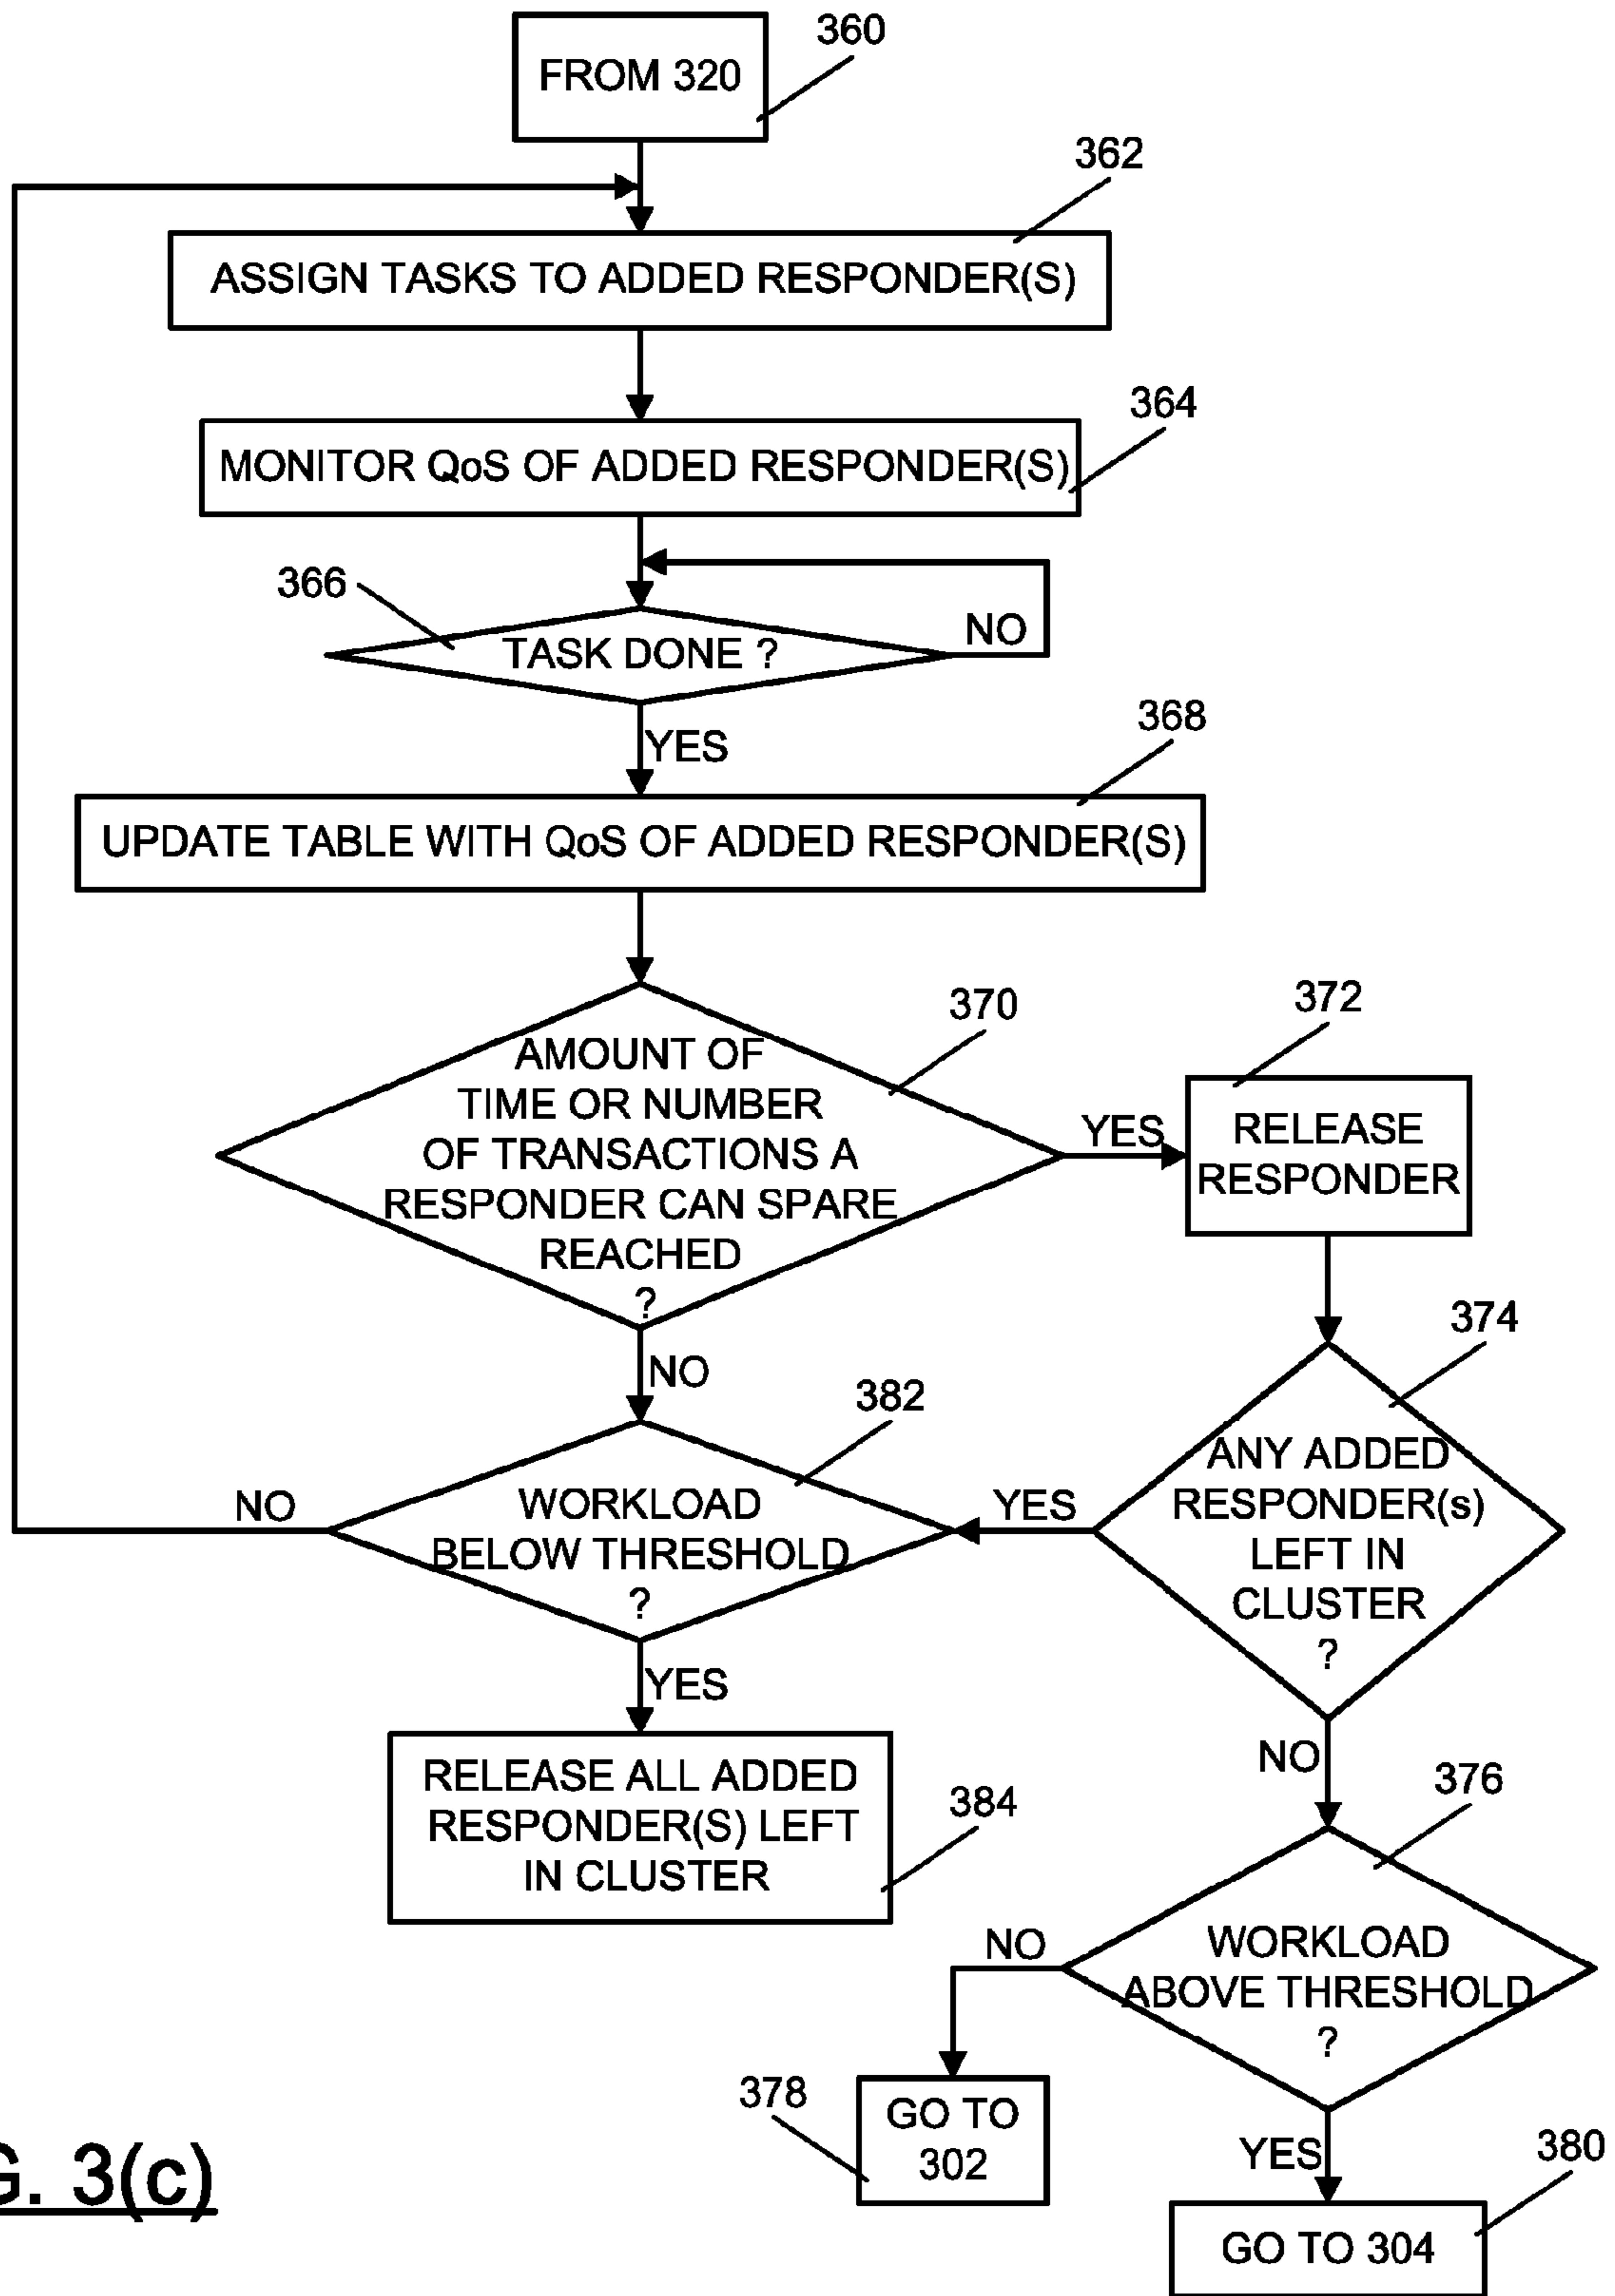 360
FROM 320
362
ASSIGN TASKS TO ADDED RESPONDER(S)
364
MONITOR QoS OF ADDED RESPONDER(S)
366
TASK DONE ?
NO
YES
368
UPDATE TABLE WITH QoS OF ADDED RESPONDER(S)
370
AMOUNT OF
TIME OR NUMBER
OF TRANSACTIONS A
RESPONDER CAN SPARE
REACHED
?
YES
372
RELEASE
RESPONDER
NO
374
ANY ADDED
RESPONDER(s)
LEFT IN
CLUSTER
?
YES
382
WORKLOAD
BELOW THRESHOLD
?
NO
YES
RELEASE ALL ADDED
RESPONDER(S) LEFT
IN CLUSTER
384
NO
376
WORKLOAD
ABOVE THRESHOLD
?
NO
378
GO TO
302
YES
380
GO TO 304
G. 3(c)